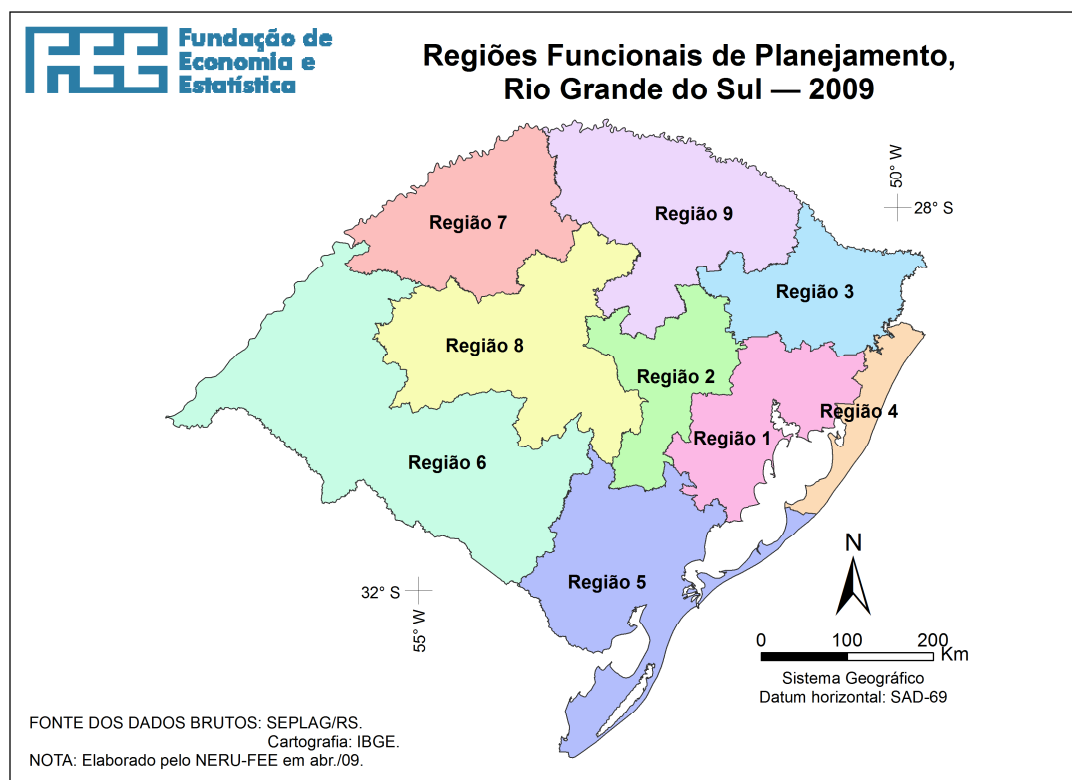 FEE
Fundação de
Economia e
Estatística
Regiões Funcionais de Planejamento,
Rio Grande do Sul — 2009
50° W
28° S
Região 7
Região 9
Região 3
Região 8
Região 2
Região 4
Região 1
Região 6
Região 5
32° S
55° W
N
0 100 200
Km
Sistema Geográfico
Datum horizontal: SAD-69
FONTE DOS DADOS BRUTOS: SEPLAG/RS.
Cartografia: IBGE.
NOTA: Elaborado pelo NERU-FEE em abr./09.